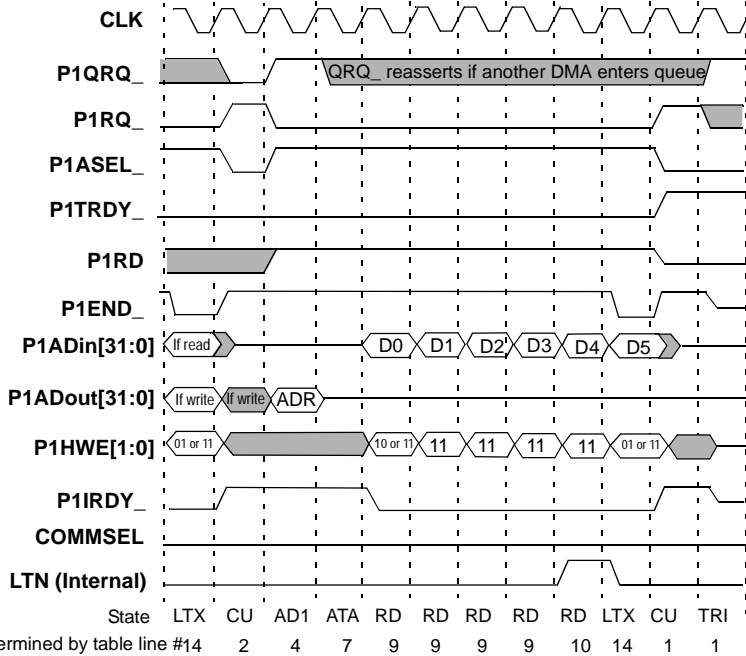 CLK
P1QRQ_ QRQ_ reasserts if another DMA enters queue
P1RQ_
P1ASEL_
P1TRDY_
P1RD
P1END_
P1ADin[31:0] If read D0 D1 D2 D3 D4 D5
P1ADout[31:0] If write If write ADR
P1HWE[1:0] 01 or 11 10 or 11 11 11 11 11 01 or 11
P1IRDY_
COMMSEL
LTN (Internal)
State LTX CU AD1 ATA RD RD RD RD RD LTX CU TRI
ermined by table line #14 2 4 7 9 9 9 9 10 14 1 1